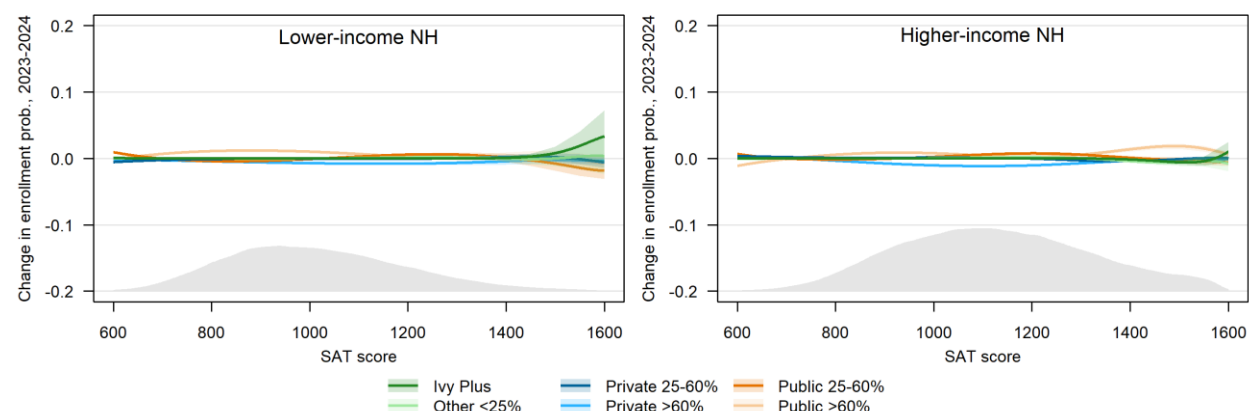 Lower-income NH
Change in enrollment prob., 2023-2024
0.2
0.1
0.0
-0.1
-0.2
600
800
1000
1200
1400
1600
SAT score
Higher-income NH
Change in enrollment prob., 2023-2024
0.2
0.1
0.0
-0.1
-0.2
600
800
1000
1200
1400
1600
SAT score
Ivy Plus
Private 25-60%
Public 25-60%
Other <25%
Private >60%
Public >60%